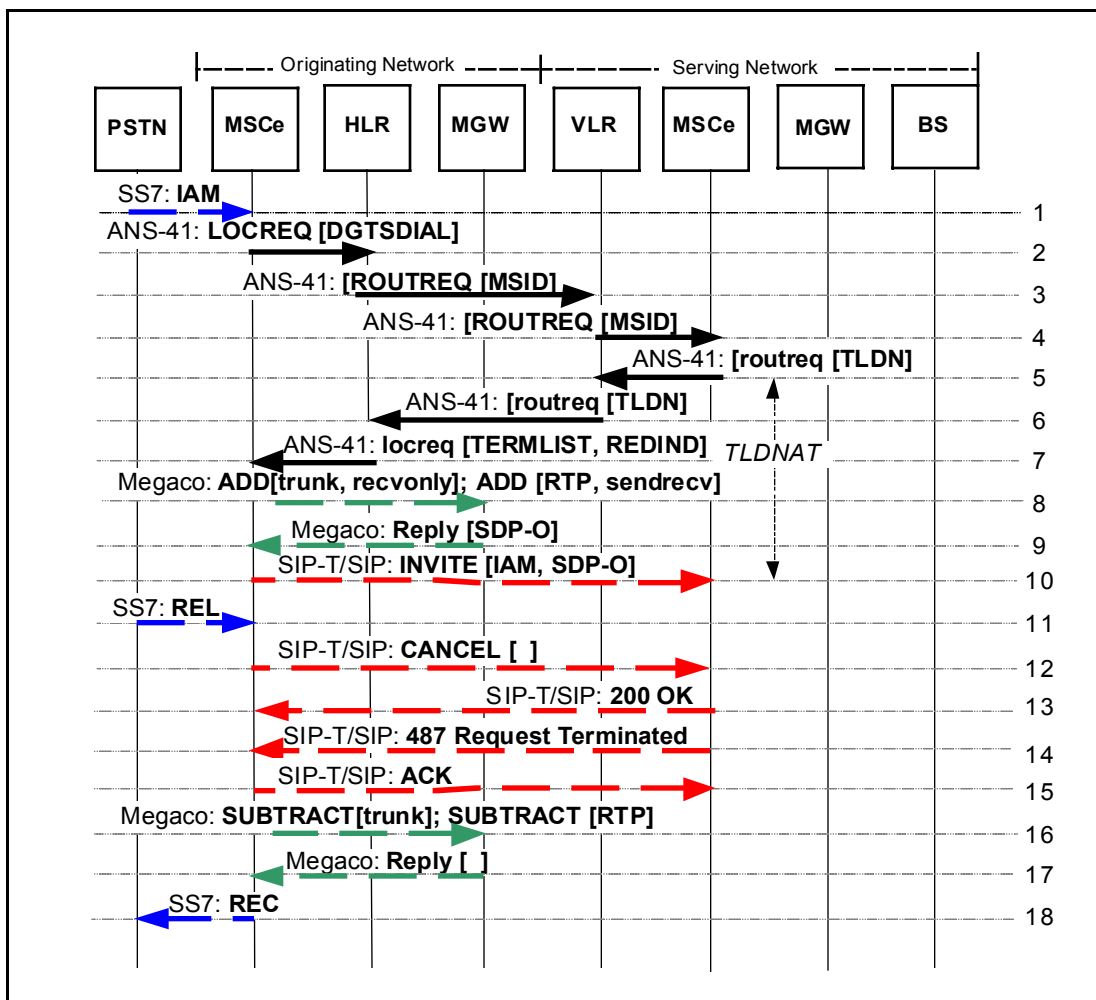 Originating Network Serving Network
PSTN MSCe HLR MGW VLR MSCe MGW BS
SS7: IAM
1
ANS-41: LOCREQ [DGTSDIAL]
2
ANS-41: [ROUTREQ [MSID]
3
ANS-41: [ROUTREQ [MSID]
4
ANS-41: [routreq [TLDN]
5
ANS-41: [routreq [TLDN]
6
ANS-41: locreq [TERMLIST, REDIND]
TLDNAT
7
Megaco: ADD[trunk, recvonly]; ADD [RTP, sendrecv]
8
Megaco: Reply [SDP-O]
9
SIP-T/SIP: INVITE [IAM, SDP-O]
10
SS7: REL
11
SIP-T/SIP: CANCEL [ ]
12
SIP-T/SIP: 200 OK
13
SIP-T/SIP: 487 Request Terminated
14
SIP-T/SIP: ACK
15
Megaco: SUBTRACT[trunk]; SUBTRACT [RTP]
16
Megaco: Reply [ ]
17
SS7: REC
18